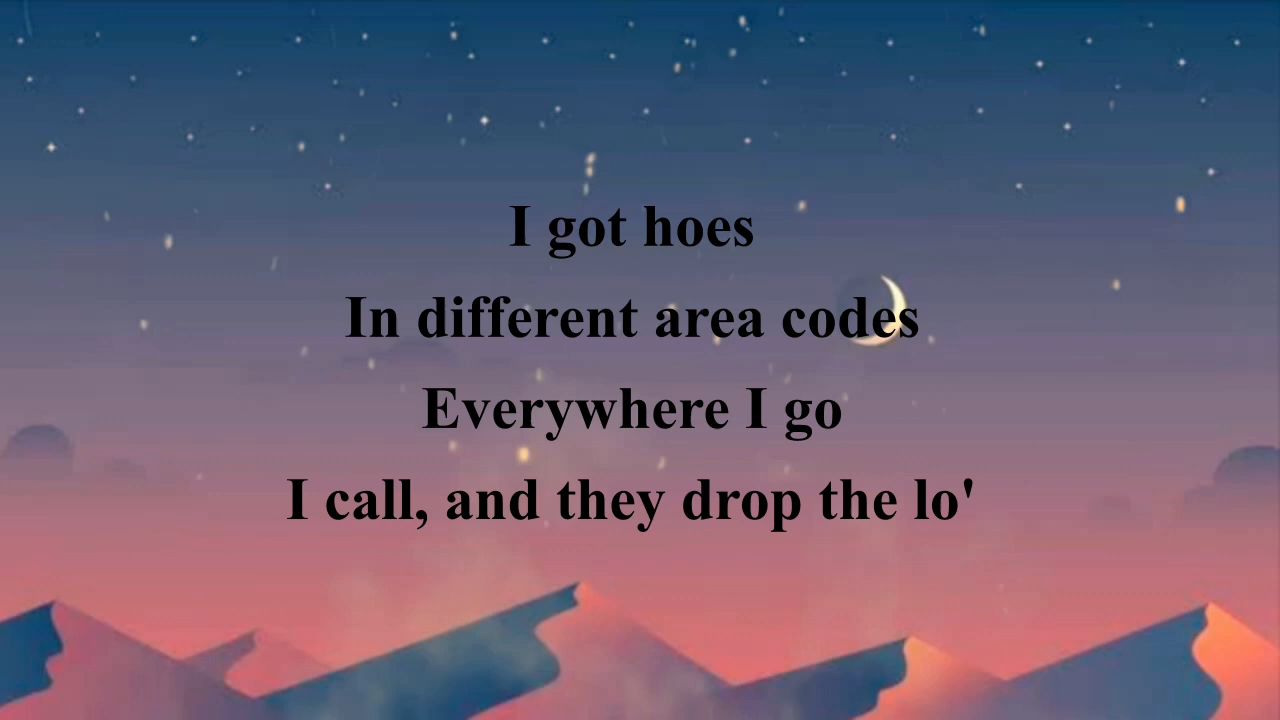 I got hoes
In different area codes
Everywhere I go
I call, and they drop the lo'